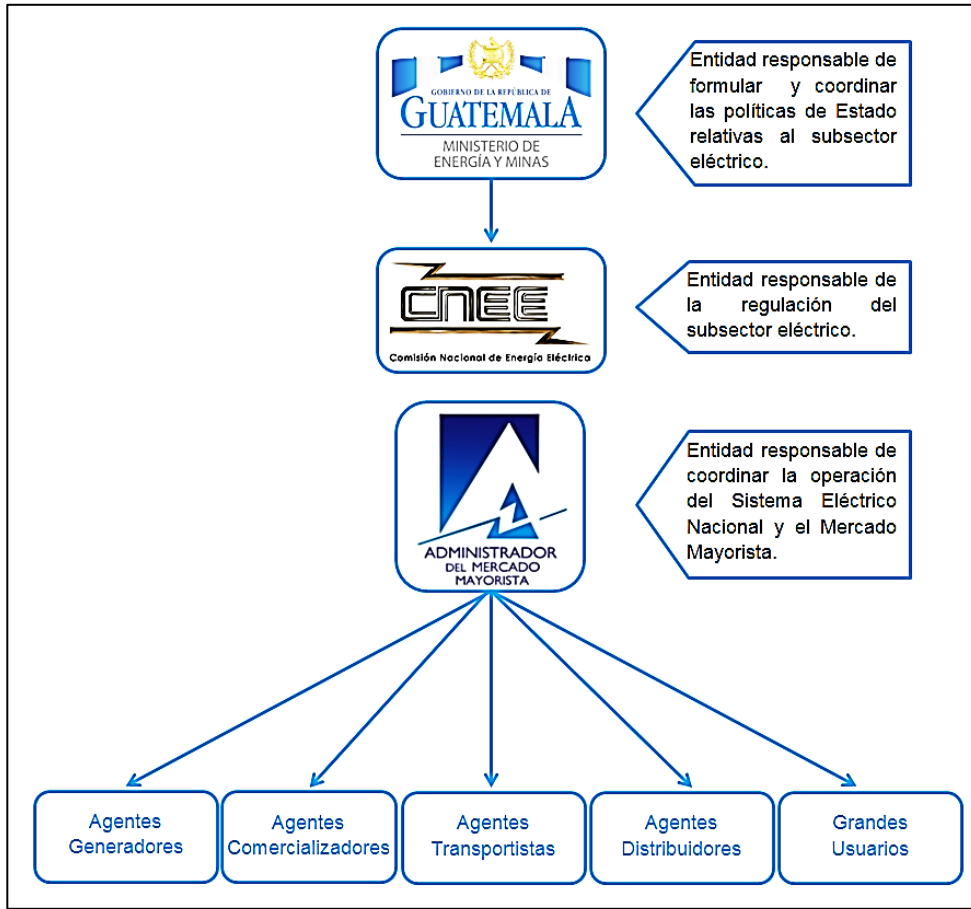 GOBIERNO DE LA REPÚBLICA DE
GUATEMALA
MINISTERIO DE
ENERGÍA Y MINAS
Entidad responsable de
formular y coordinar
las políticas de Estado
relativas al subsector
eléctrico.
CNEE
Comisión Nacional de Energía Eléctrica
Entidad responsable de
la regulación del
subsector eléctrico.
ADMINISTRADOR
DEL MERCADO
MAYORISTA
Entidad responsable de
coordinar la operación
del Sistema Eléctrico
Nacional y el Mercado
Mayorista.
Agentes
Generadores
Agentes
Comercializadores
Agentes
Transportistas
Agentes
Distribuidores
Grandes
Usuarios